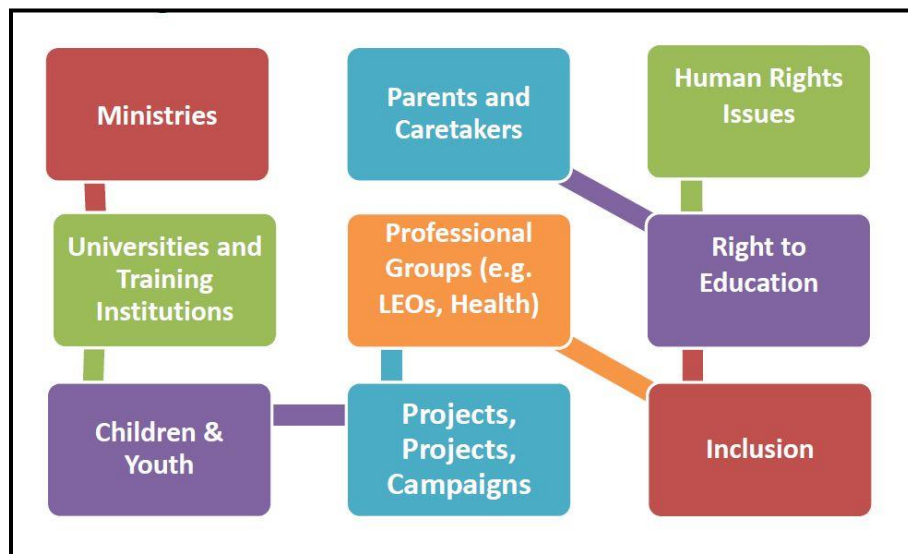 Ministries
Parents and
Caretakers
Human Rights
Issues
Universities and
Training
Institutions
Professional
Groups (e.g.
LEOs, Health)
Right to
Education
Children &
Youth
Projects,
Projects,
Campaigns
Inclusion